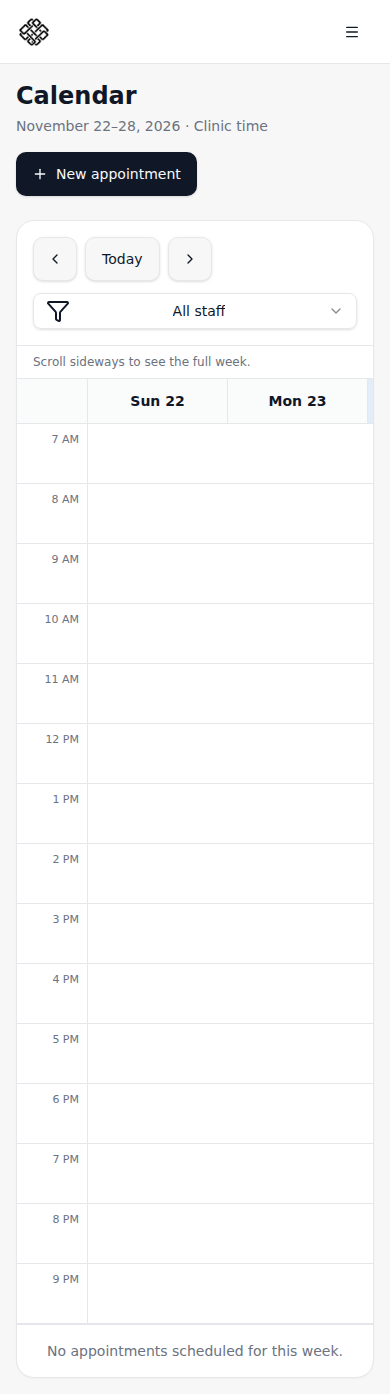 Calendar
November 22–28, 2026 · Clinic time
New appointment
Today
All staff
Scroll sideways to see the full week.
Sun 22 Mon 23
7 AM
8 AM
9 AM
10 AM
11 AM
12 PM
1 PM
2 PM
3 PM
4 PM
5 PM
6 PM
7 PM
8 PM
9 PM
No appointments scheduled for this week.